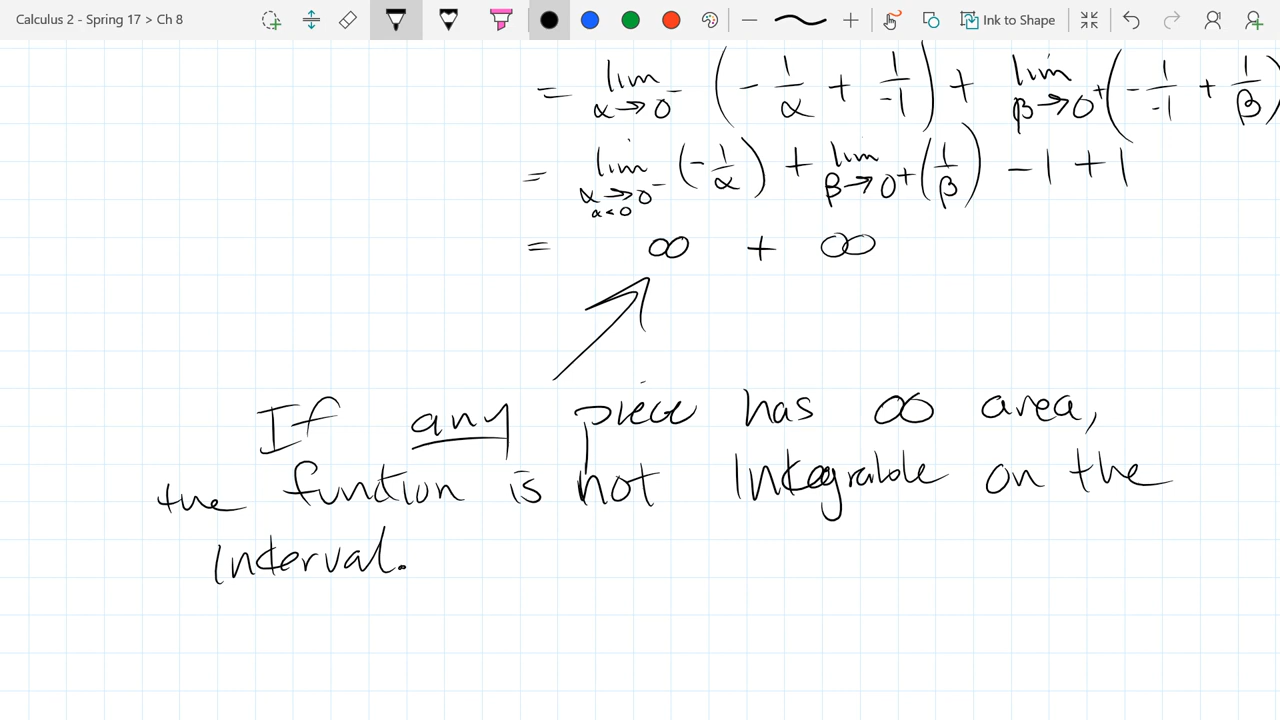 Calculus 2 - Spring 17 > Ch 8
Ink to Shape
= lim α→0⁻ (-1/α + 1/-1) + lim β→0⁺ (-1/-1 + 1/β)
= lim α→0⁻ α<0 (-1/α) + lim β→0⁺ (1/β) - 1 + 1
= ∞ + ∞
If any piece has ∞ area,
the function is not Integrable on the
Interval.